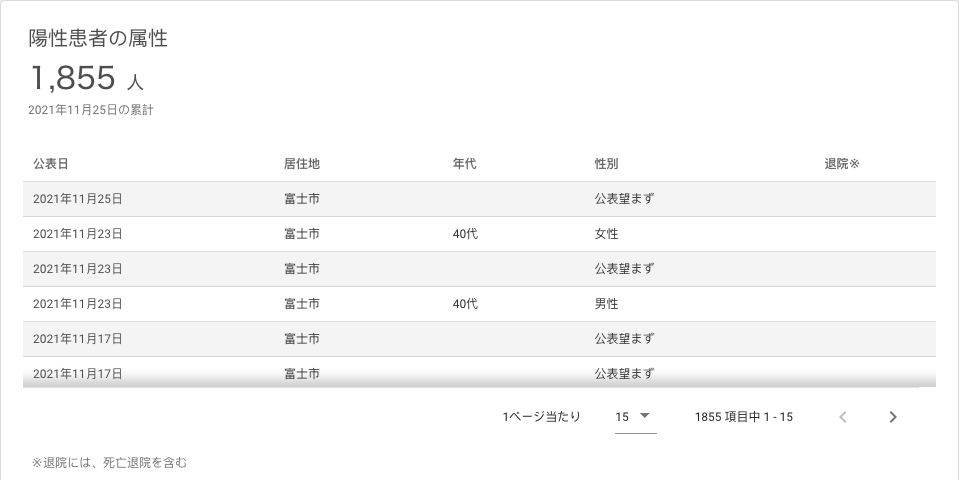 陽性患者の属性
1,855 人
2021年11月25日の累計
公表日 居住地 年代 性別 退院※
2021年11月25日 富士市 公表望まず
2021年11月23日 富士市 40代 女性
2021年11月23日 富士市 公表望まず
2021年11月23日 富士市 40代 男性
2021年11月17日 富士市 公表望まず
2021年11月17日 富士市 公表望まず
1ページ当たり 15 1855 項目中 1 - 15
※退院には、死亡退院を含む